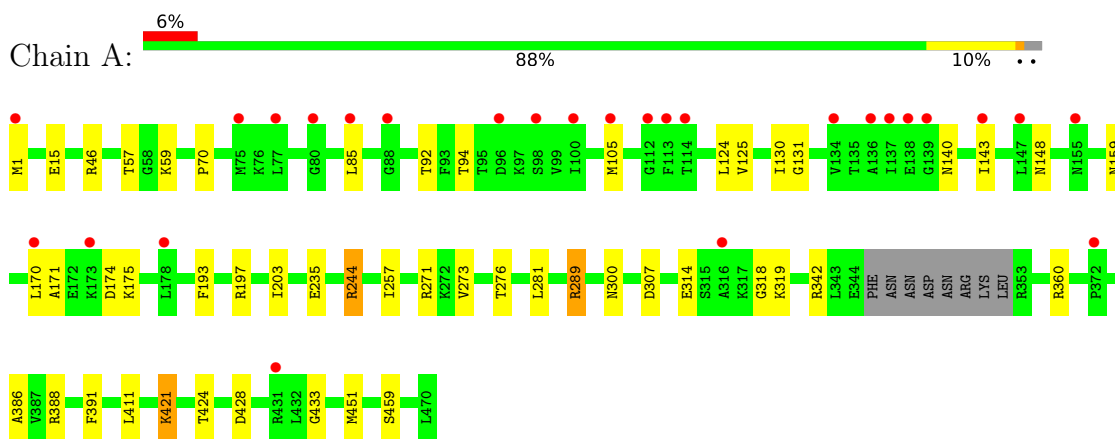 6%
Chain A:
88% 10% • •
M1 E15 R46 T57 G58 K59 P70 M75 K76 L77 G80 L85 G88 T92 F93 T94 T95 D96 K97 S98 V99 I100 M105 G112 F113 T114 L124 V125 I130 G131 V134 T135 A136 I137 E138 G139 N140 I143 L147 N148 N155 N159
L170 A171 E172 K173 D174 K175 L178 F193 R197 I203 E235 R244 I257 R271 K272 V273 T276 L281 R289 N300 D307 E314 S315 A316 K317 G318 K319 R342 L343 E344 PHE ASN ASN ASP ASN ARG LYS LEU R353 R360 P372
A386 V387 R388 F391 L411 K421 T424 D428 R431 L432 G433 M451 S459 L470